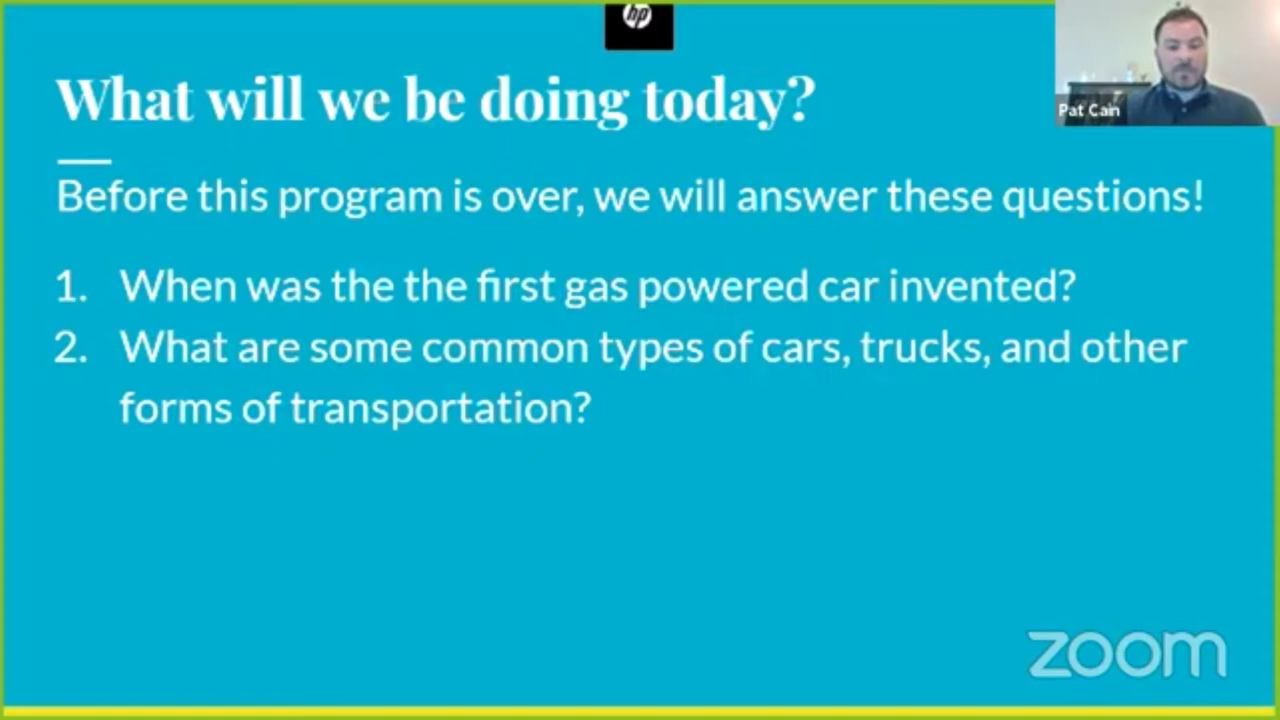 hp
What will we be doing today?
Pat Cain
Before this program is over, we will answer these questions!
1. When was the the first gas powered car invented?
2. What are some common types of cars, trucks, and other
forms of transportation?
zoom